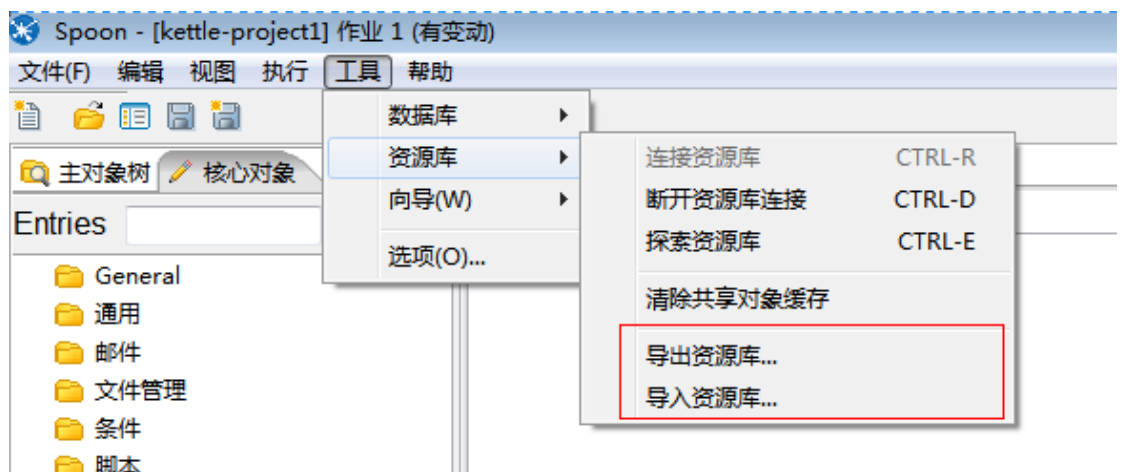 Spoon - [kettle-project1] 作业 1 (有变动)
文件(F) 编辑 视图 执行 工具 帮助
数据库
资源库
向导(W)
选项(O)...
连接资源库 CTRL-R
断开资源库连接 CTRL-D
探索资源库 CTRL-E
清除共享对象缓存
导出资源库...
导入资源库...
主对象树 核心对象
Entries
General
通用
邮件
文件管理
条件
脚本